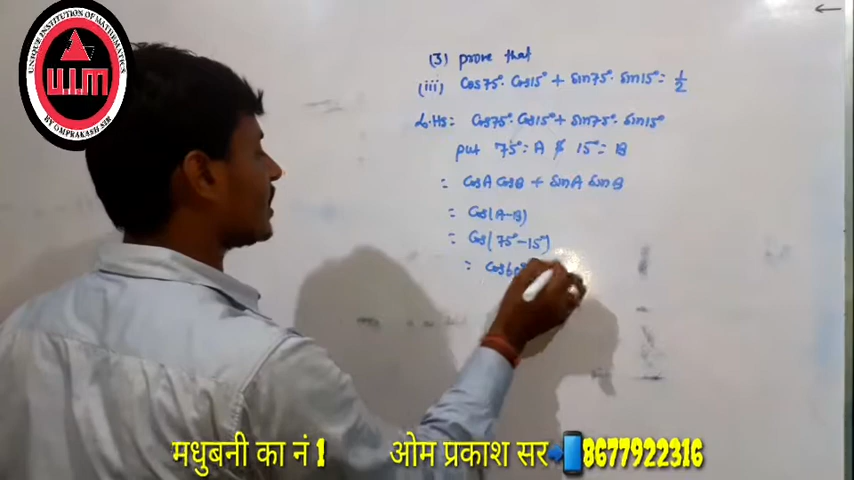 UNIQUE INSTITUTION OF MATHEMATICS
UIM
BY OMPRAKASH SIR
(3) prove that
(iii) Cos75°. Cos15° + Sin75°. Sin15° = 1/2
L.HS = Cos75°. Cos15° + Sin75°. Sin15°
put 75° = A & 15° = B
= CosA CosB + SinA SinB
= Cos(A-B)
= Cos(75°-15°)
= Cos60°
मधुबनी का नं 1 ओम प्रकाश सर 8677922316